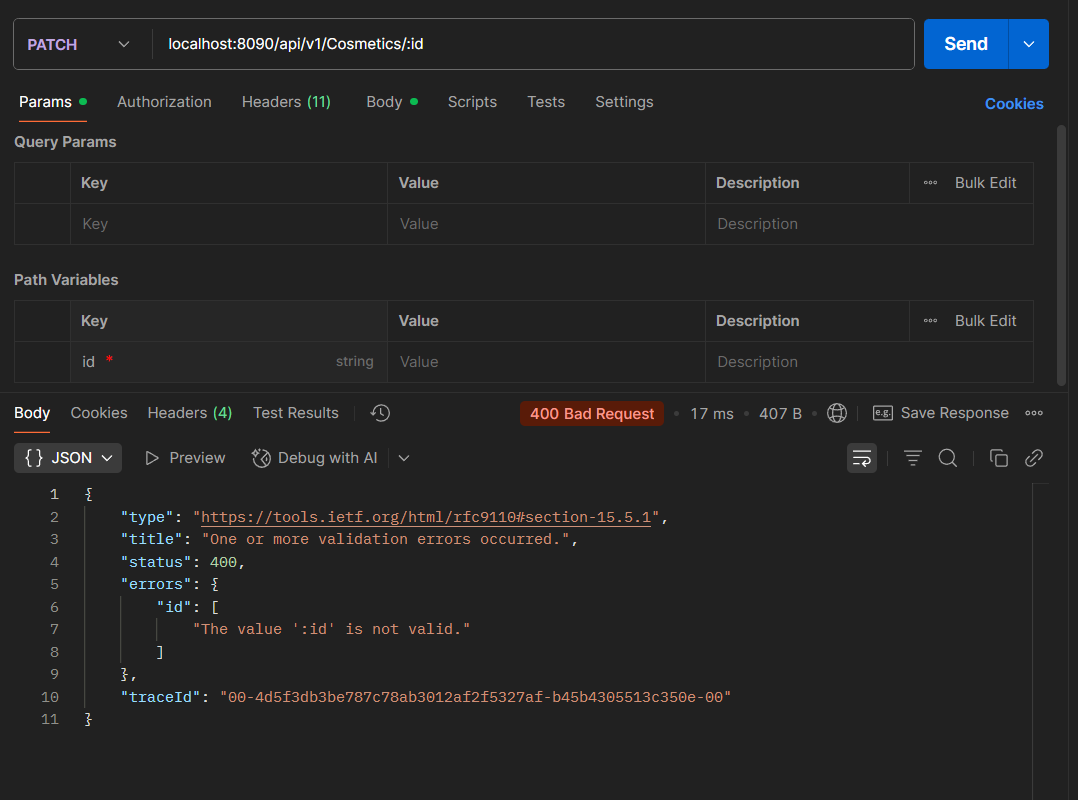 PATCH localhost:8090/api/v1/Cosmetics/:id Send
Params Authorization Headers (11) Body Scripts Tests Settings Cookies
Query Params
Key Value Description Bulk Edit
Key Value Description
Path Variables
Key Value Description Bulk Edit
id * string Value Description
Body Cookies Headers (4) Test Results 400 Bad Request • 17 ms • 407 B • e.g. Save Response
{} JSON Preview Debug with AI
1 {
2 "type": "https://tools.ietf.org/html/rfc9110#section-15.5.1",
3 "title": "One or more validation errors occurred.",
4 "status": 400,
5 "errors": {
6 "id": [
7 "The value ':id' is not valid."
8 ]
9 },
10 "traceId": "00-4d5f3db3be787c78ab3012af2f5327af-b45b4305513c350e-00"
11 }